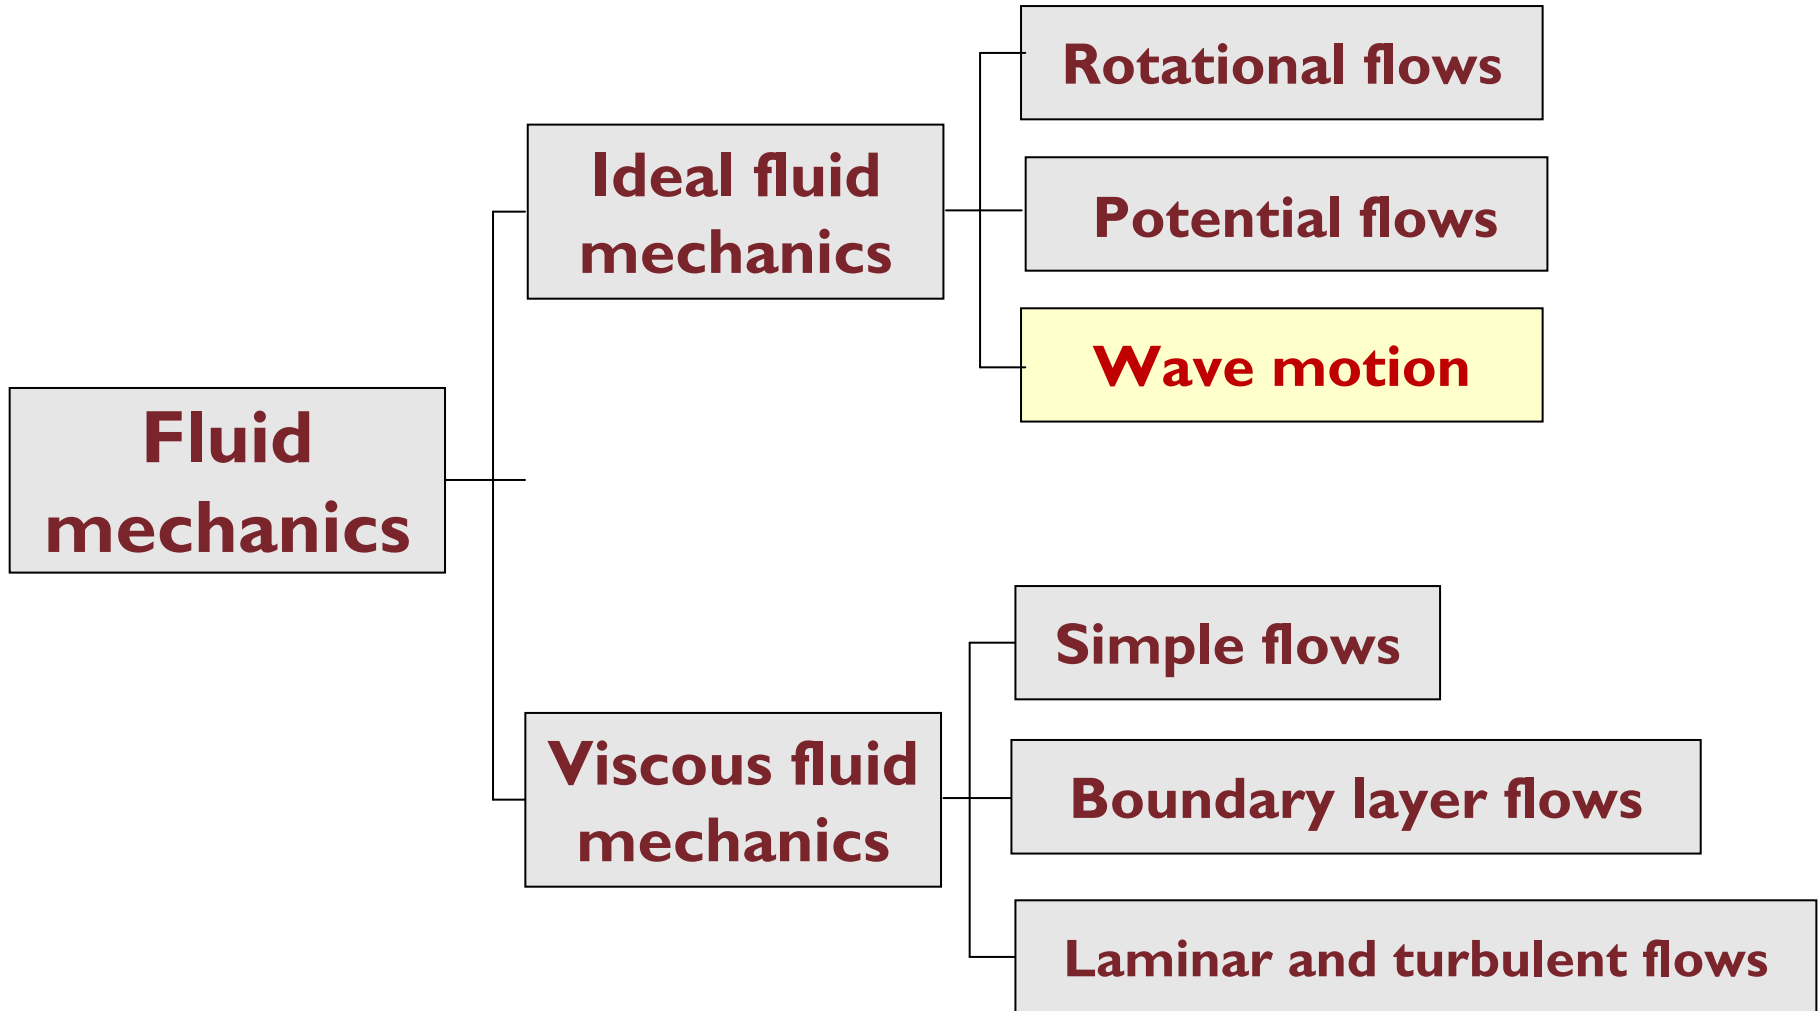 Fluid
mechanics
Ideal fluid
mechanics
Rotational flows
Potential flows
Wave motion
Viscous fluid
mechanics
Simple flows
Boundary layer flows
Laminar and turbulent flows